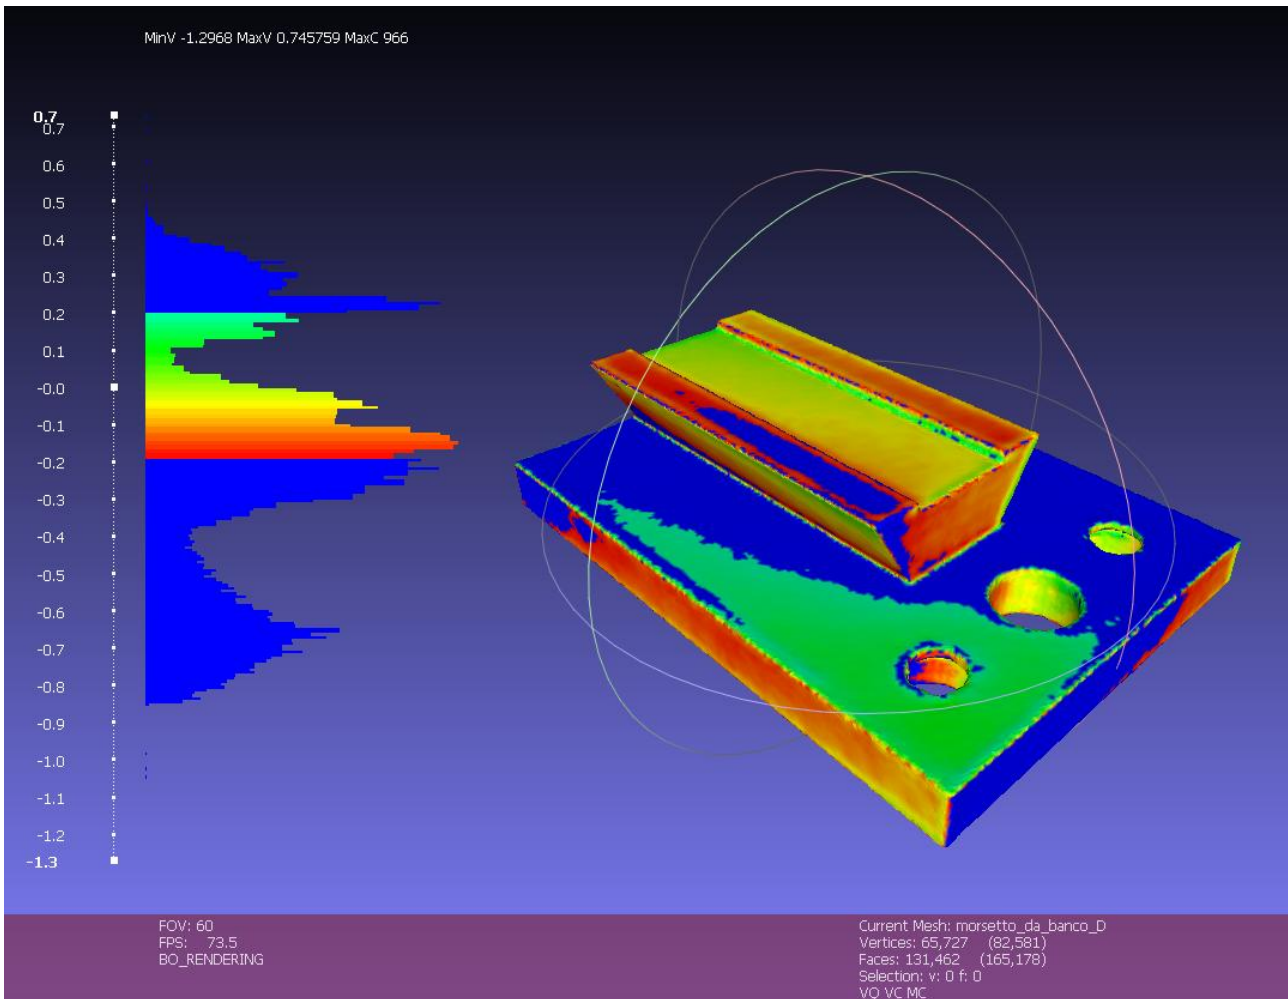 MinV -1.2968 MaxV 0.745759 MaxC 966
0.7
0.7
0.6
0.5
0.4
0.3
0.2
0.1
-0.0
-0.1
-0.2
-0.3
-0.4
-0.5
-0.6
-0.7
-0.8
-0.9
-1.0
-1.1
-1.2
-1.3
FOV: 60
FPS: 73.5
BO_RENDERING
Current Mesh: morsetto_da_banco_D
Vertices: 65,727 (82,581)
Faces: 131,462 (165,178)
Selection: v: 0 f: 0
VO VC MC